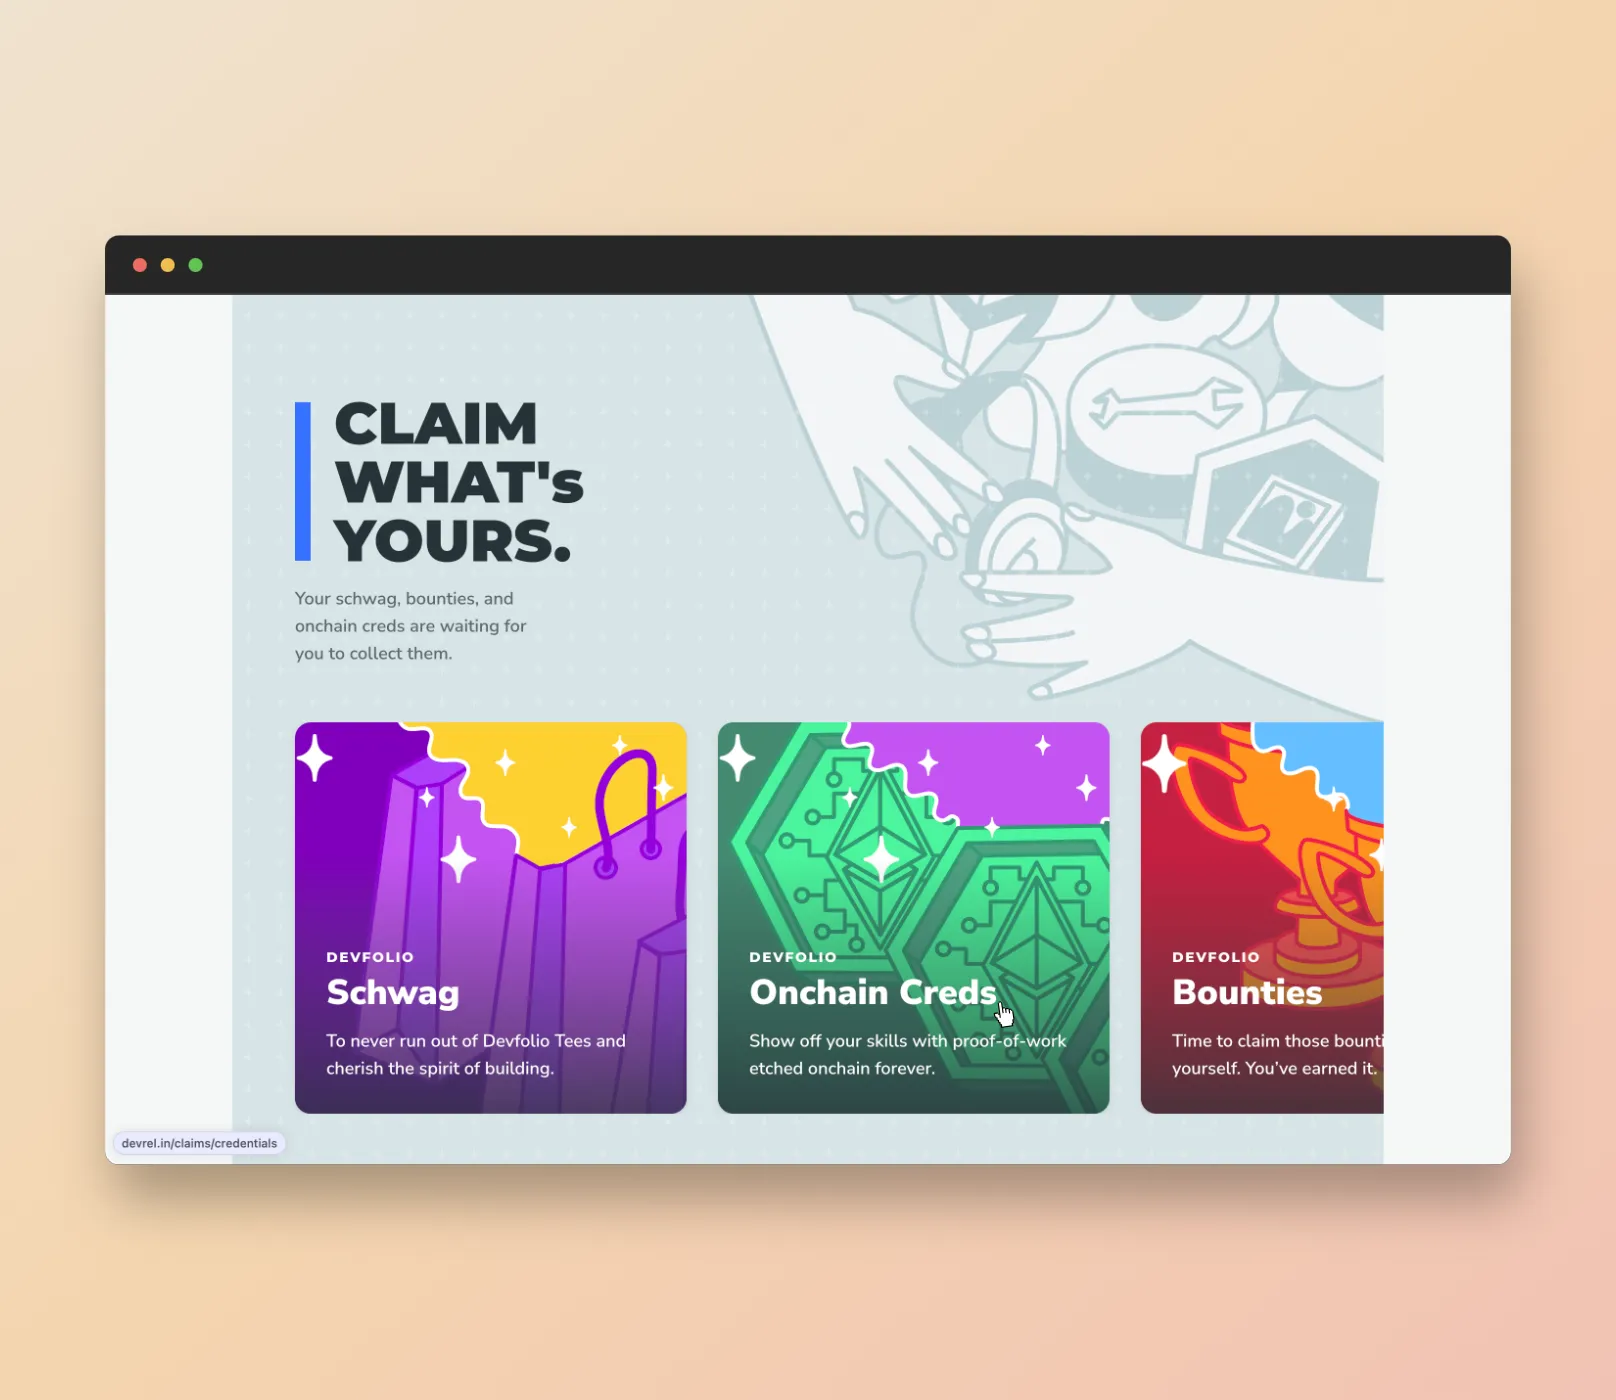 CLAIM
WHAT's
YOURS.
Your schwag, bounties, and
onchain creds are waiting for
you to collect them.
DEVFOLIO
Schwag
To never run out of Devfolio Tees and
cherish the spirit of building.
DEVFOLIO
Onchain Creds
Show off your skills with proof-of-work
etched onchain forever.
DEVFOLIO
Bounties
Time to claim those bounti
yourself. You've earned it.
devrel.in/claims/credentials